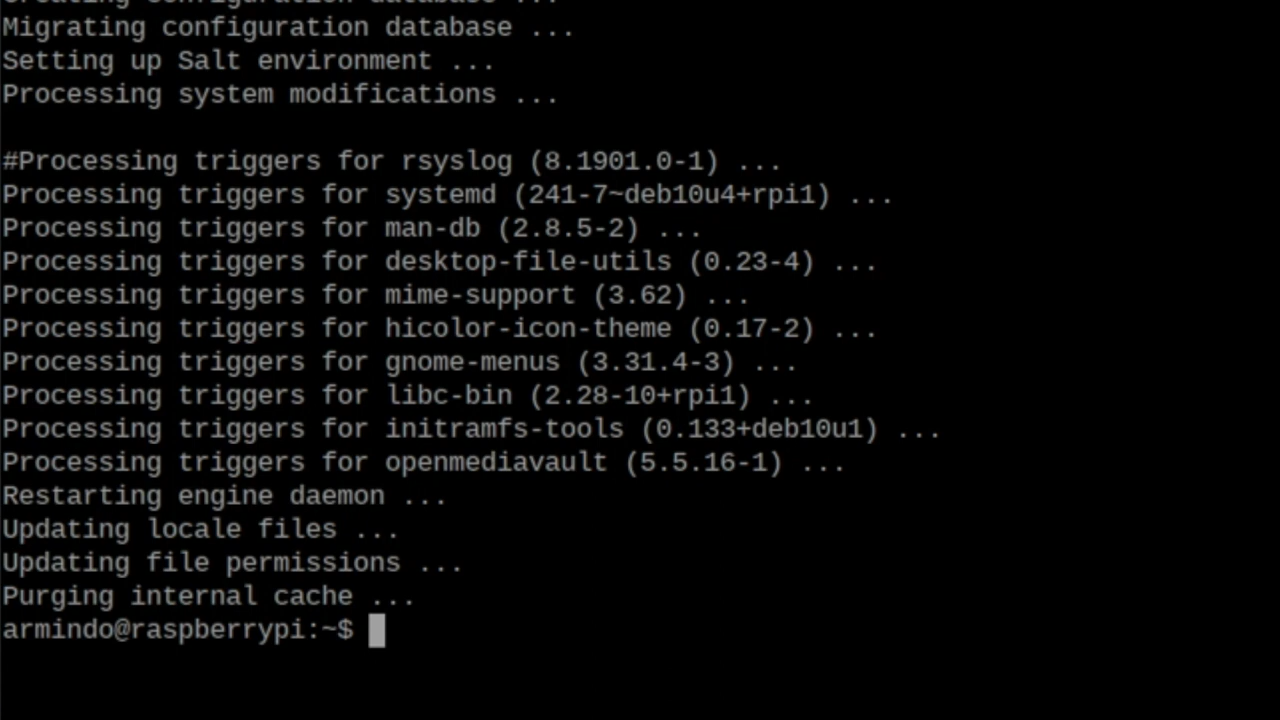 Creating configuration database ...
Migrating configuration database ...
Setting up Salt environment ...
Processing system modifications ...
#Processing triggers for rsyslog (8.1901.0-1) ...
Processing triggers for systemd (241-7~deb10u4+rpi1) ...
Processing triggers for man-db (2.8.5-2) ...
Processing triggers for desktop-file-utils (0.23-4) ...
Processing triggers for mime-support (3.62) ...
Processing triggers for hicolor-icon-theme (0.17-2) ...
Processing triggers for gnome-menus (3.31.4-3) ...
Processing triggers for libc-bin (2.28-10+rpi1) ...
Processing triggers for initramfs-tools (0.133+deb10u1) ...
Processing triggers for openmediavault (5.5.16-1) ...
Restarting engine daemon ...
Updating locale files ...
Updating file permissions ...
Purging internal cache ...
armindo@raspberrypi:~$